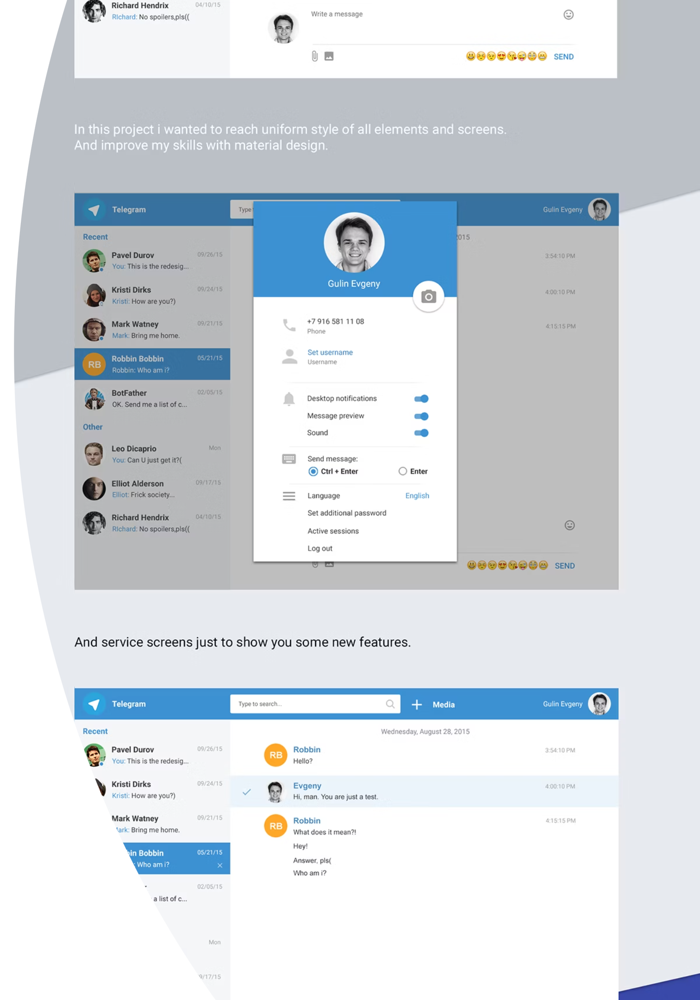 Richard Hendrix 04/10/15
RIchard: No spoilers,pls((
Write a message
SEND
In this project i wanted to reach uniform style of all elements and screens.
And improve my skills with material design.
Telegram
Type
Gulin Evgeny
Recent
2015
Pavel Durov 09/26/15
You: This is the redesig...
3:54:10 PM
Kristi Dirks 09/24/15
Kristi: How are you?)
4:00:10 PM
Mark Watney 09/21/15
Mark: Bring me home.
4:15:15 PM
RB
Robbin Bobbin 05/21/15
Robbin: Who am i?
BotFather 02/05/15
OK. Send me a list of c...
Other
Leo Dicaprio Mon
You: Can U just get it?(
Elliot Alderson 09/17/15
Elliot: Frick society...
Richard Hendrix 04/10/15
RIchard: No spoilers,pls((
Gulin Evgeny
+7 916 581 11 08
Phone
Set username
Username
Desktop notifications
Message preview
Sound
Send message:
Ctrl + Enter Enter
Language English
Set additional password
Active sessions
Log out
SEND
And service screens just to show you some new features.
Telegram
Type to search...
Media
Gulin Evgeny
Recent
Pavel Durov 09/26/15
You: This is the redesig...
Kristi Dirks 09/24/15
Kristi: How are you?)
Mark Watney 09/21/15
ark: Bring me home.
bin Bobbin 05/21/15
: Who am i?
02/05/15
a list of c...
Mon
9/17/15
Wednesday, August 28, 2015
RB
Robbin 3:54:10 PM
Hello?
Evgeny 4:00:10 PM
Hi, man. You are just a test.
RB
Robbin 4:15:15 PM
What does it mean?!
Hey!
Answer, pls(
Who am i?